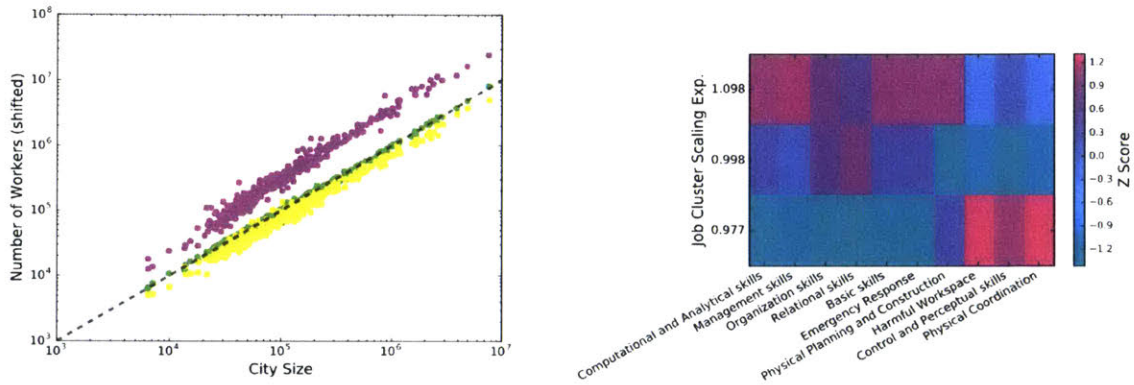 10^8
10^7
10^6
10^5
10^4
10^3
Number of Workers (shifted)
10^3 10^4 10^5 10^6 10^7
City Size
Job Cluster Scaling Exp.
1.098
0.998
0.977
Computational and Analytical skills
Management skills
Organization skills
Relational skills
Basic skills
Emergency Response
Physical Planning and Construction
Harmful Workspace
Control and Perceptual skills
Physical Coordination
1.2
0.9
0.6
0.3
0.0
−0.3
−0.6
−0.9
−1.2
Z Score